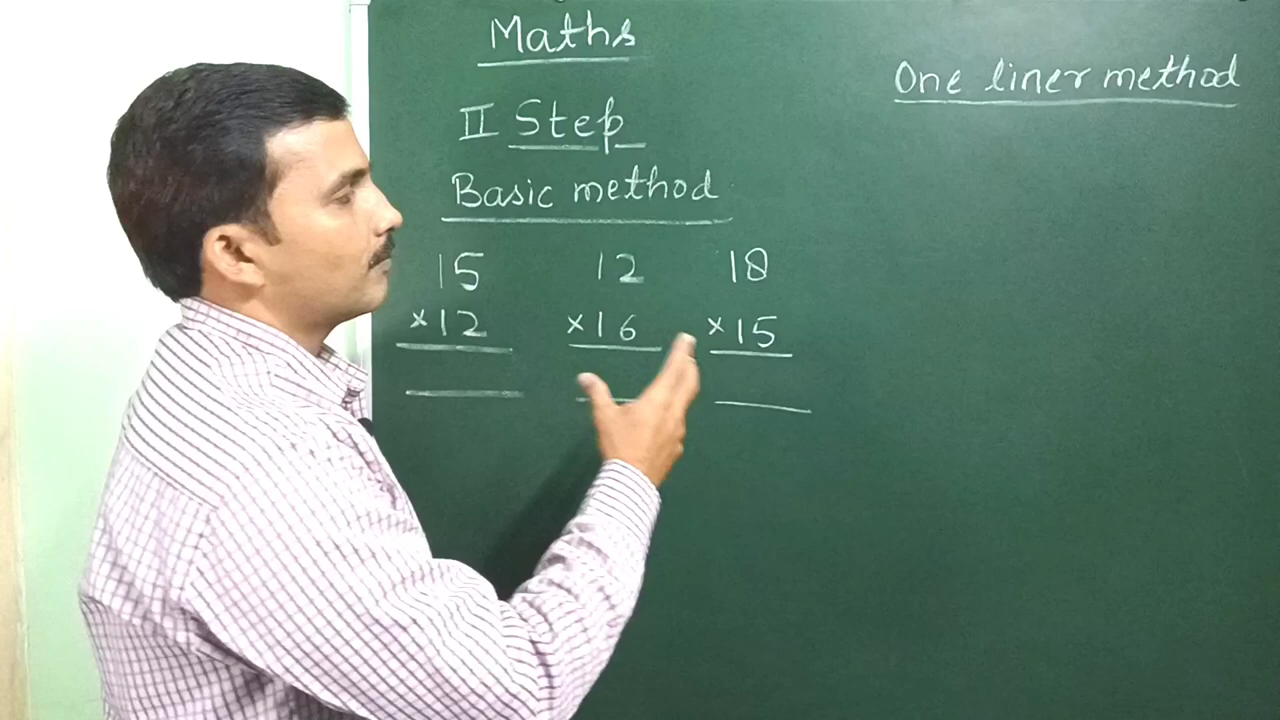 Maths
One liner method
II Step
Basic method
15 12 18
×12 ×16 ×15